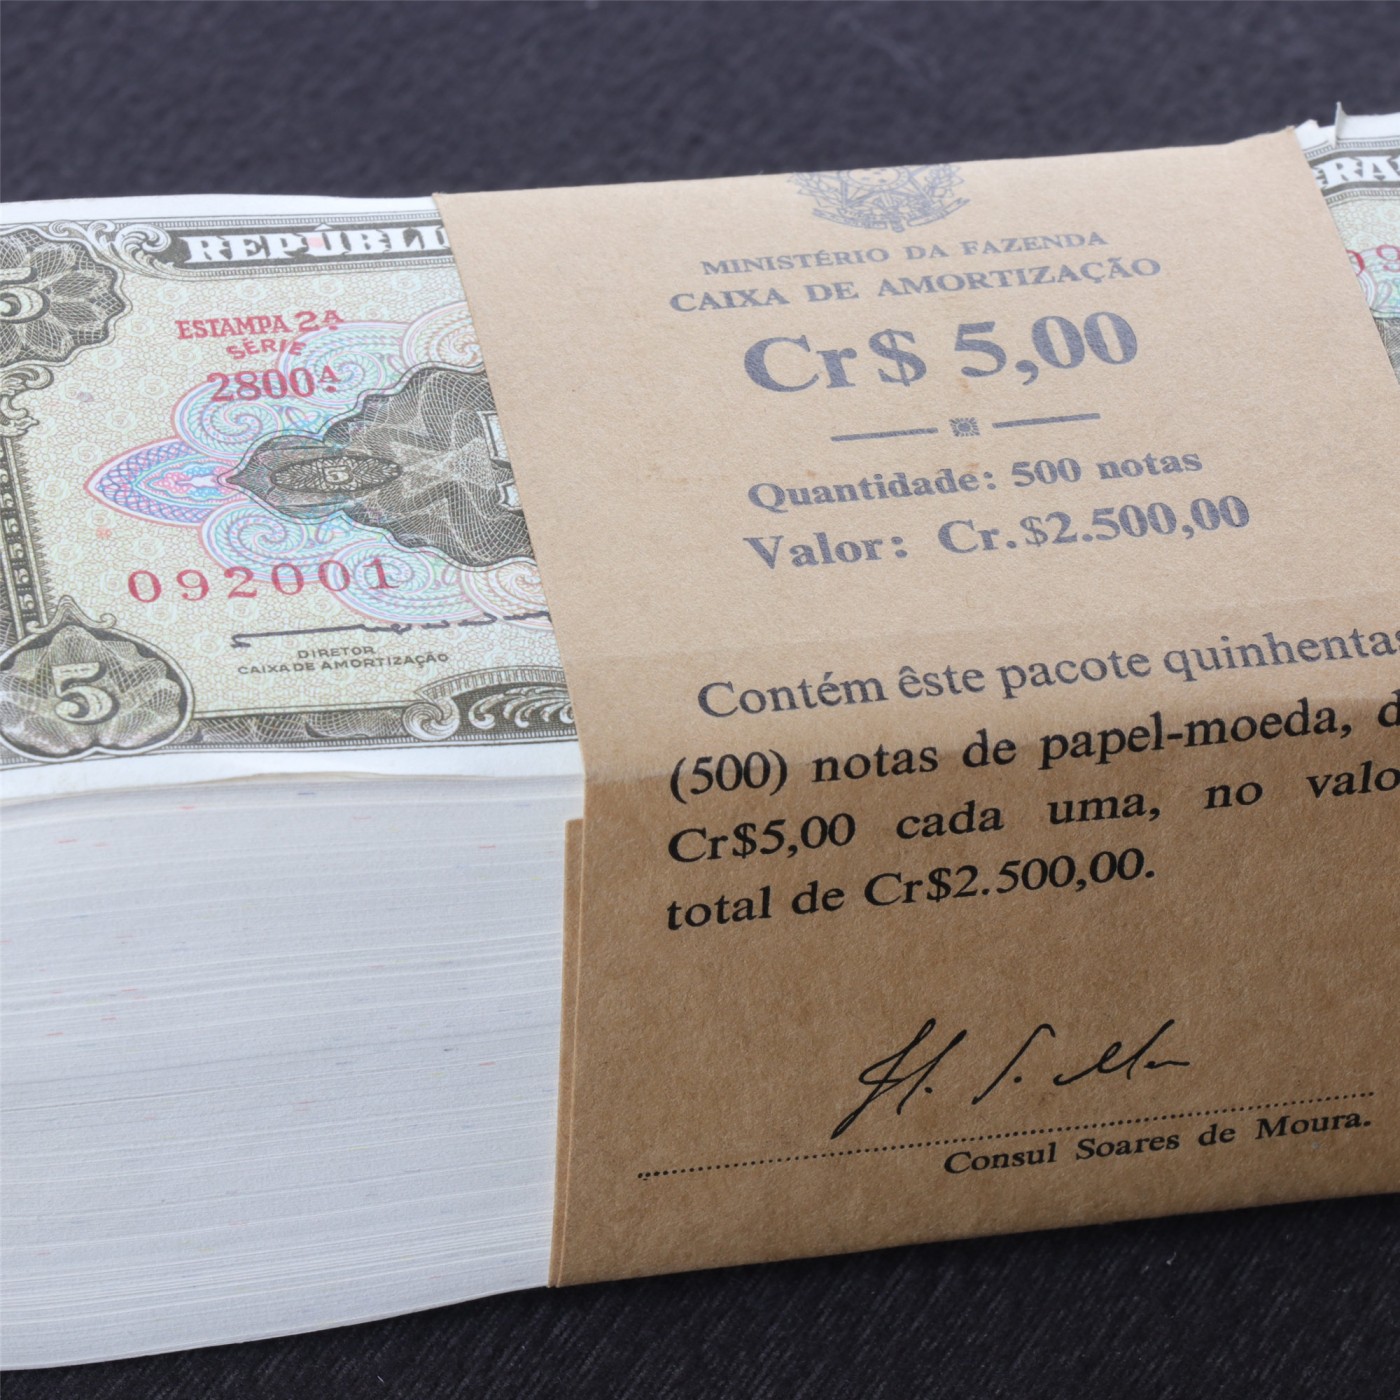 REPÚBLI
ESTAMPA 2ª
SÉRIE
2800ª
092001
DIRETOR
CAIXA DE AMORTIZAÇÃO
5
5
MINISTÉRIO DA FAZENDA
CAIXA DE AMORTIZAÇÃO
Cr$ 5,00
Quantidade: 500 notas
Valor: Cr.$2.500,00
Contém êste pacote quinhentas
(500) notas de papel-moeda, d
Cr$5,00 cada uma, no valo
total de Cr$2.500,00.
Consul Soares de Moura.